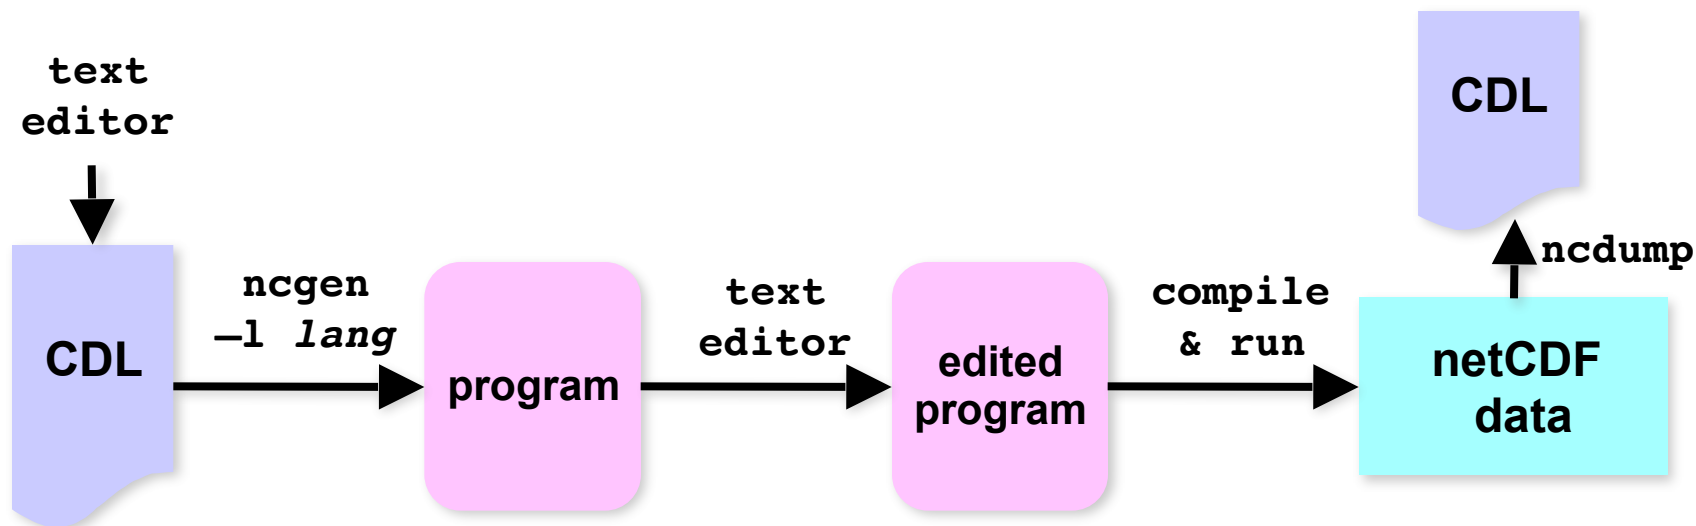 text
editor
CDL
ncgen
–l lang
program
text
editor
edited
program
compile
& run
netCDF
data
ncdump
CDL